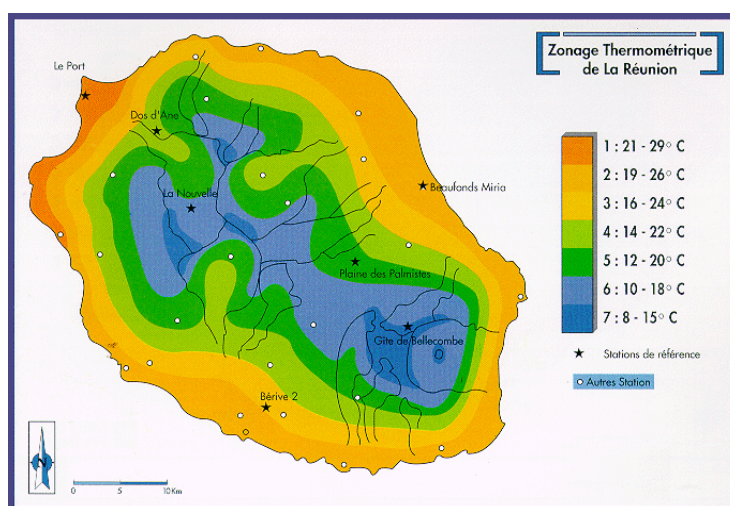 Zonage Thermométrique
de La Réunion
Le Port
Dos d'Ane
La Nouvelle
Beaufonds Miria
Plaine des Palmistes
Gîte de Bellecombe
Bérive 2
1 : 21 - 29° C
2 : 19 - 26° C
3 : 16 - 24° C
4 : 14 - 22° C
5 : 12 - 20° C
6 : 10 - 18° C
7 : 8 - 15° C
Stations de référence
Autres Station
N
0 5 10 Km